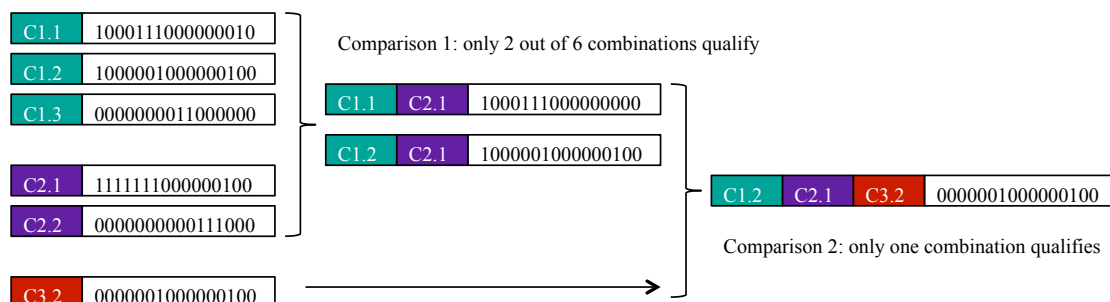 C1.1 1000111000000010
C1.2 1000001000000100
C1.3 0000000011000000
C2.1 1111111000000100
C2.2 0000000000111000
C3.2 0000001000000100
Comparison 1: only 2 out of 6 combinations qualify
C1.1 C2.1 1000111000000000
C1.2 C2.1 1000001000000100
C1.2 C2.1 C3.2 0000001000000100
Comparison 2: only one combination qualifies